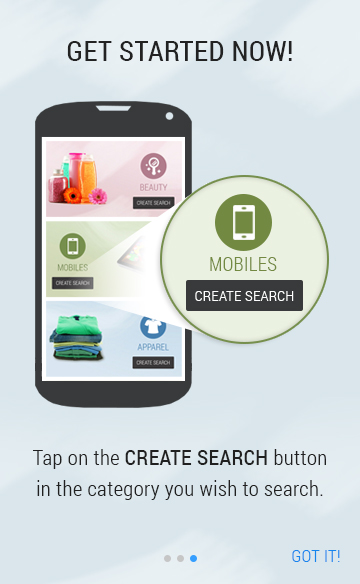 GET STARTED NOW!
BEAUTY
CREATE SEARCH
MOBILES
CREATE SEARCH
MOBILES
CREATE SEARCH
APPAREL
CREATE SEARCH
Tap on the CREATE SEARCH button
in the category you wish to search.
GOT IT!